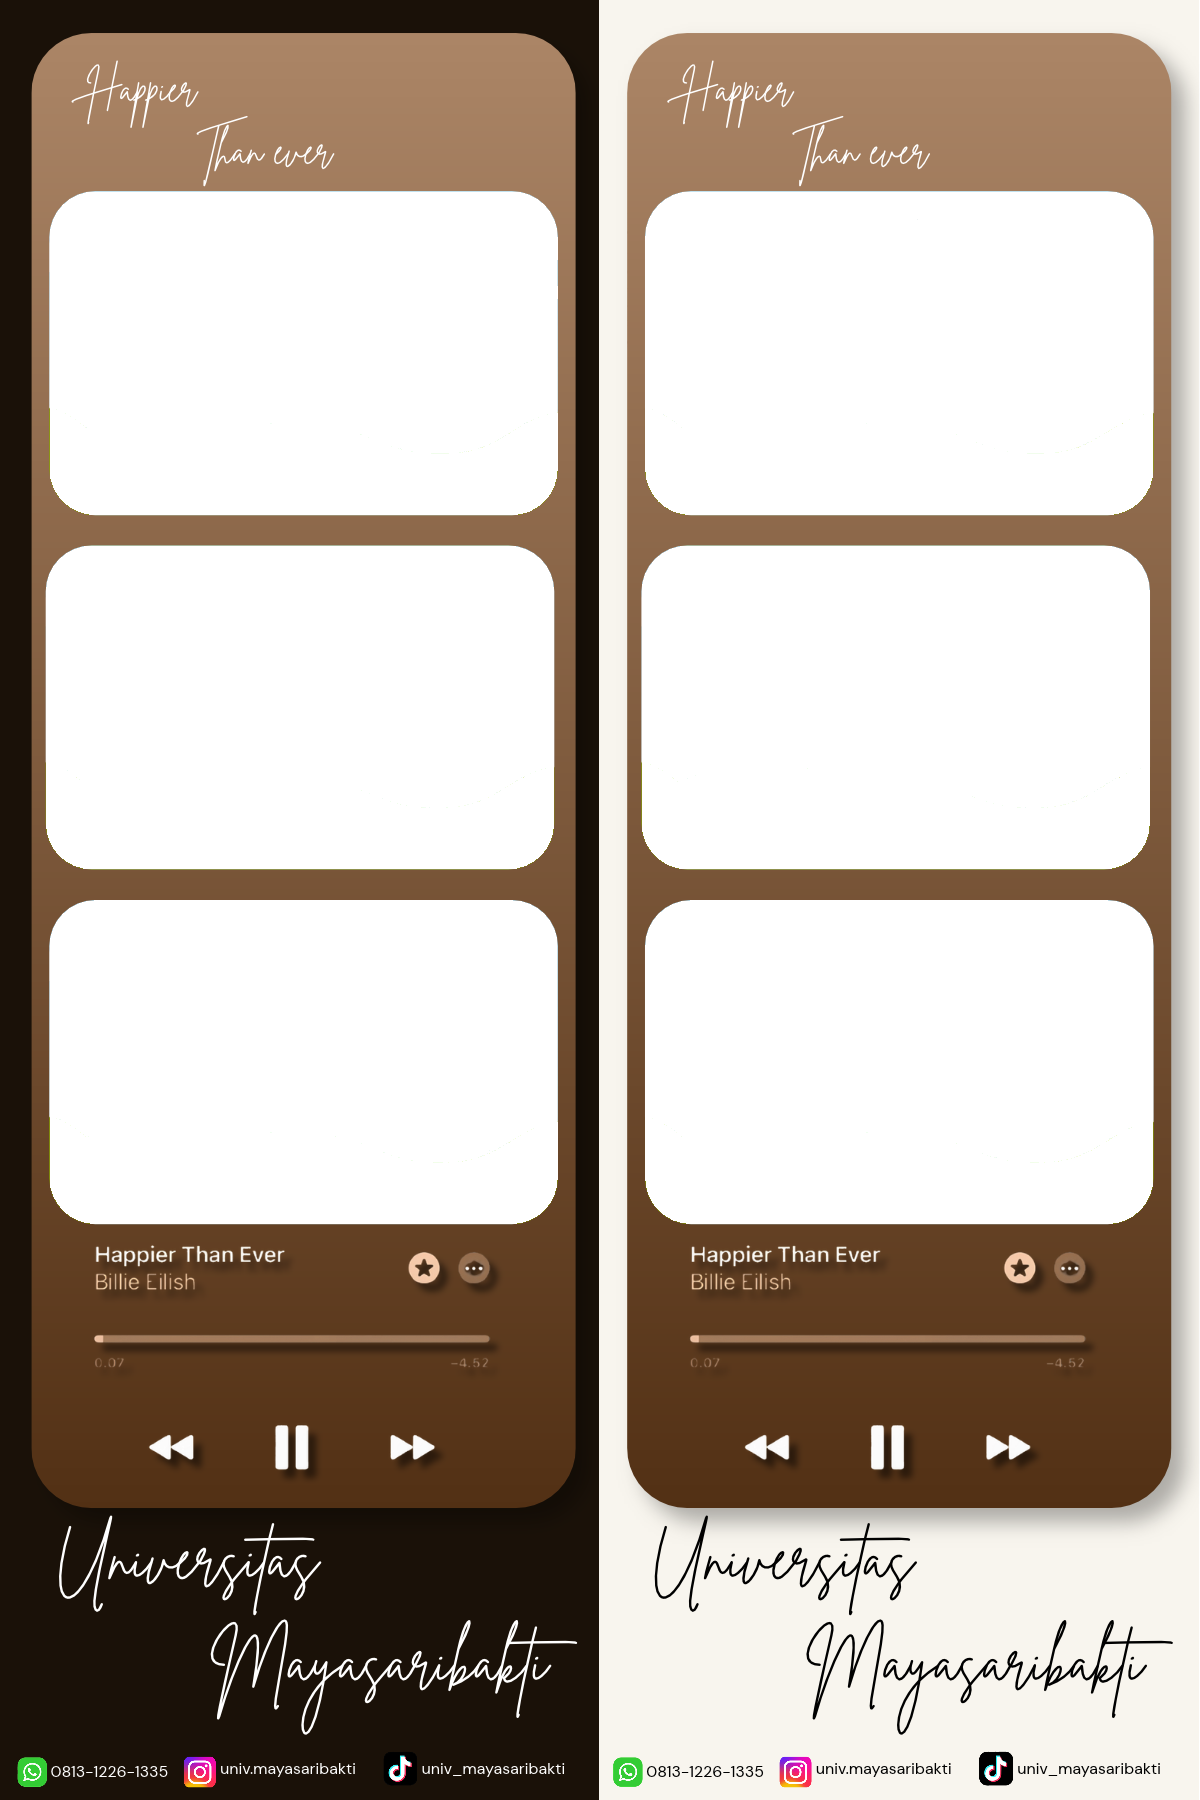 Happier
Than ever
Happier Than Ever
Billie Eilish
0.07 -4.52
Universitas
Mayasaribakti
0813-1226-1335 univ.mayasaribakti univ_mayasaribakti
Happier
Than ever
Happier Than Ever
Billie Eilish
0.07 -4.52
Universitas
Mayasaribakti
0813-1226-1335 univ.mayasaribakti univ_mayasaribakti